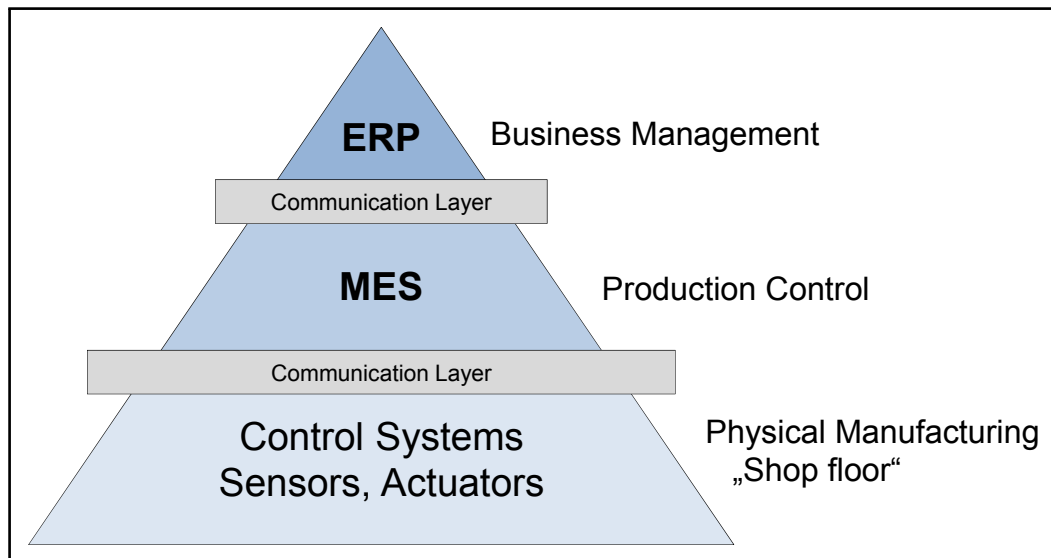 ERP
Business Management
Communication Layer
MES
Production Control
Communication Layer
Control Systems
Sensors, Actuators
Physical Manufacturing
„Shop floor“